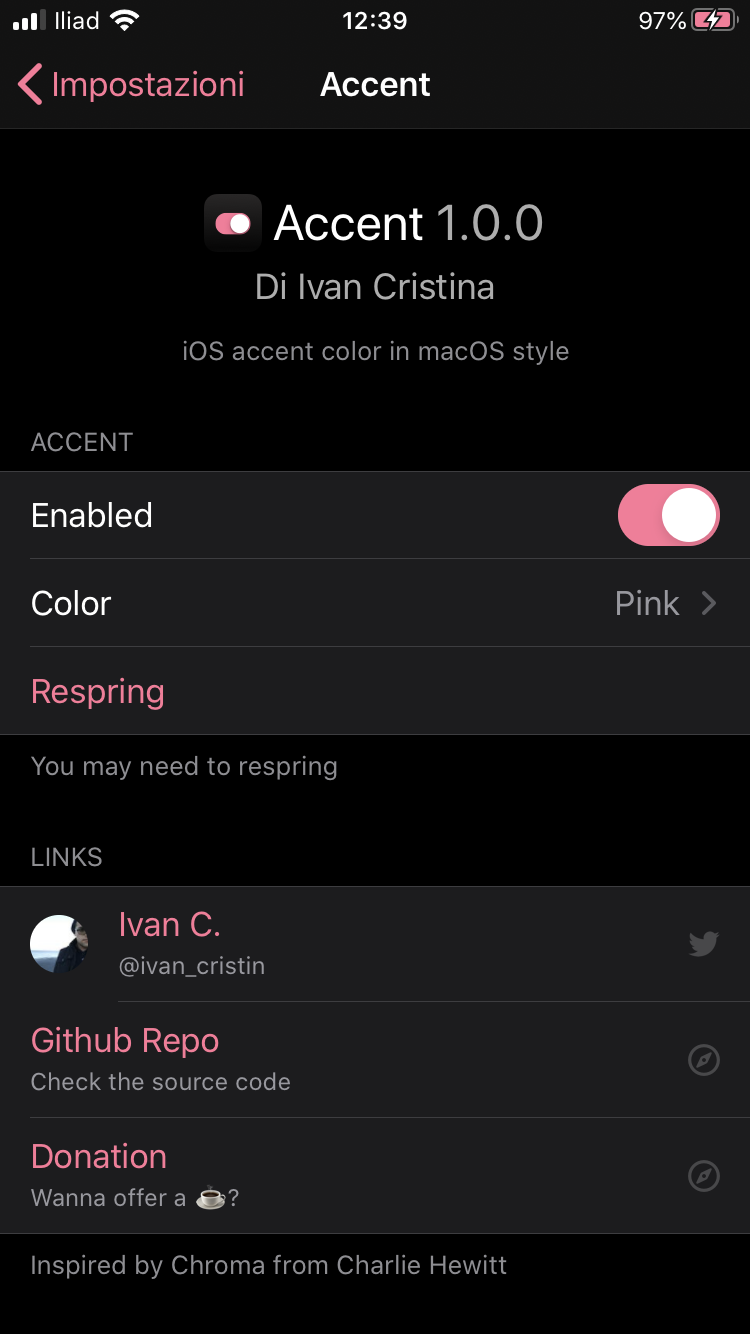 Iliad 12:39 97%
Impostazioni Accent
Accent 1.0.0
Di Ivan Cristina
iOS accent color in macOS style
ACCENT
Enabled
Color Pink
Respring
You may need to respring
LINKS
Ivan C.
@ivan_cristin
Github Repo
Check the source code
Donation
Wanna offer a ☕?
Inspired by Chroma from Charlie Hewitt